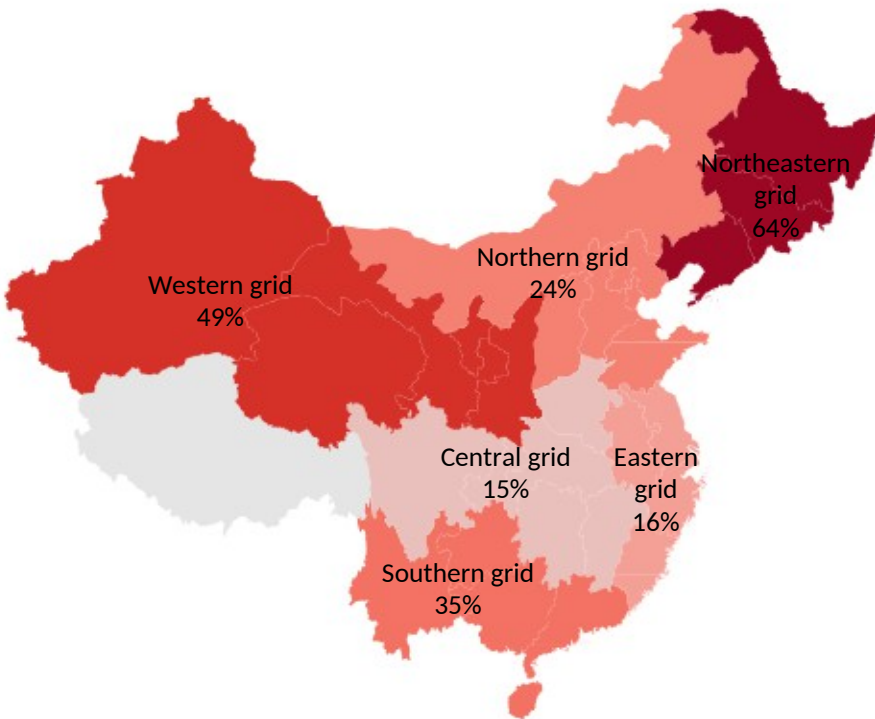 Northeastern
grid
64%
Northern grid
24%
Western grid
49%
Central grid
15%
Eastern
grid
16%
Southern grid
35%